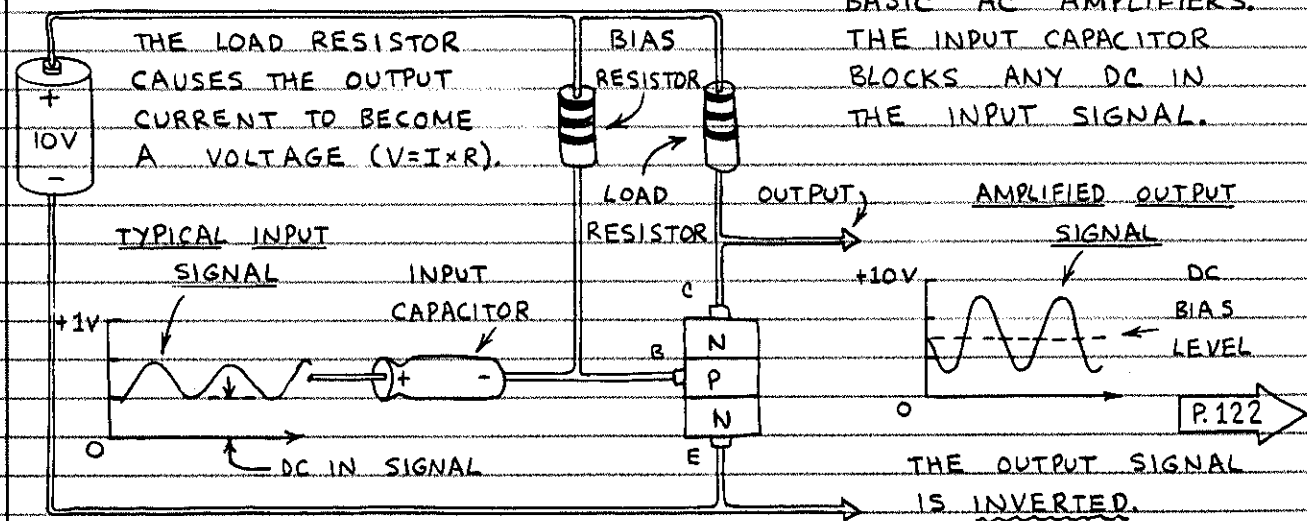 BASIC AC AMPLIFIERS.
THE INPUT CAPACITOR
BLOCKS ANY DC IN
THE INPUT SIGNAL.
THE LOAD RESISTOR
CAUSES THE OUTPUT
CURRENT TO BECOME
A VOLTAGE (V=I×R).
BIAS
RESISTOR
+
10V
-
LOAD
RESISTOR
OUTPUT
AMPLIFIED OUTPUT
SIGNAL
TYPICAL INPUT
SIGNAL
INPUT
CAPACITOR
+1V
+
-
O
DC IN SIGNAL
C
B
E
N
P
N
+10V
DC
BIAS
LEVEL
O
P.122
THE OUTPUT SIGNAL
IS INVERTED.